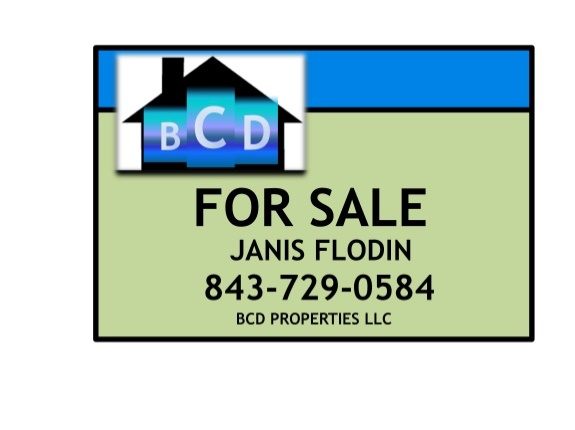 BCD
FOR SALE
JANIS FLODIN
843-729-0584
BCD PROPERTIES LLC